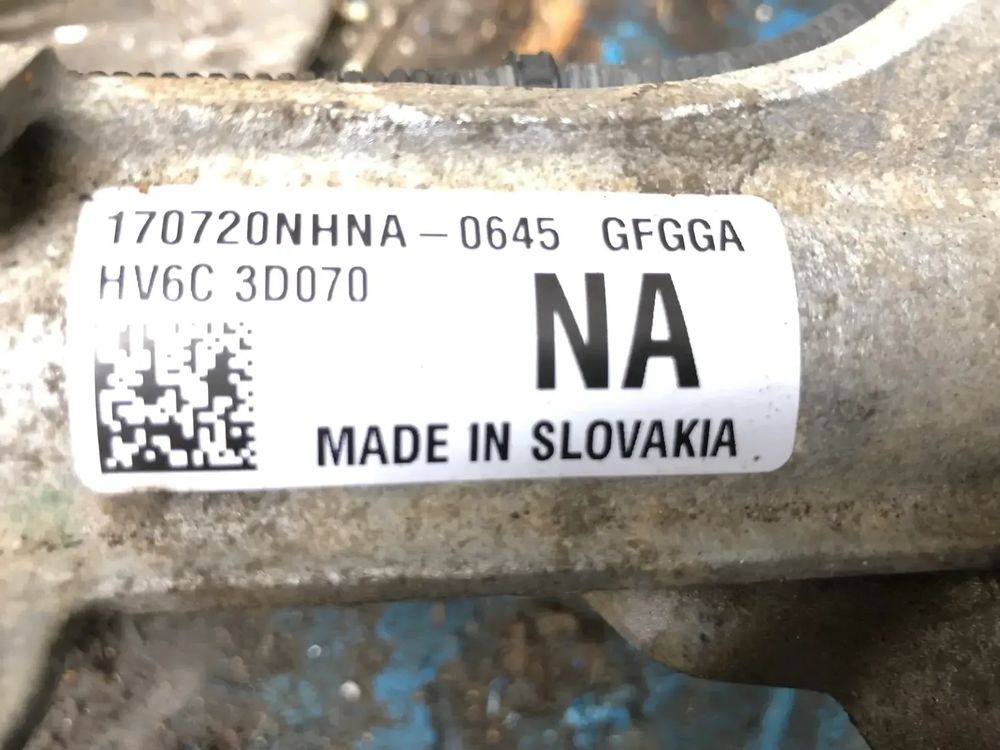 170720NHNA-0645 GFGGA
HV6C 3D070
NA
MADE IN SLOVAKIA